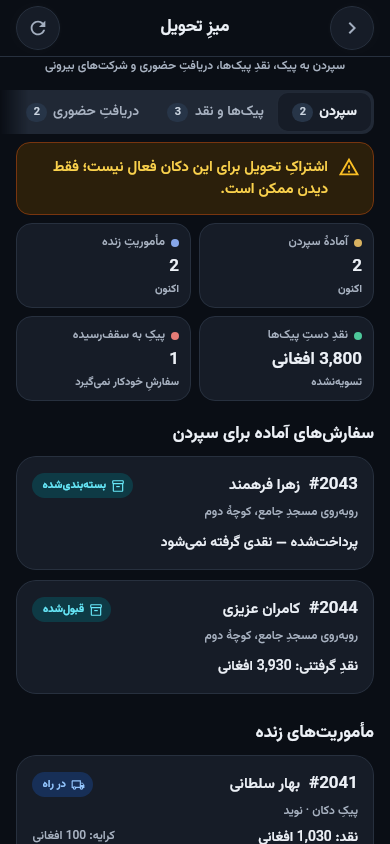 میزِ تحویل
سپردن به پیک، نقدِ پیک‌ها، دریافتِ حضوری و شرکت‌های بیرونی
سپردن 2
پیک‌ها و نقد 3
دریافتِ حضوری 2
اشتراکِ تحویل برای این دکان فعال نیست؛ فقط
دیدن ممکن است.
آمادهٔ سپردن
2
اکنون
مأموریتِ زنده
2
اکنون
نقدِ دستِ پیک‌ها
3,800 افغانی
تسویه‌نشده
پیکِ به سقف‌رسیده
1
سفارشِ خودکار نمی‌گیرد
سفارش‌های آماده برای سپردن
#2043 زهرا فرهمند
بسته‌بندی‌شده
روبه‌روی مسجدِ جامع، کوچهٔ دوم
پرداخت‌شده — نقدی گرفته نمی‌شود
#2044 کامران عزیزی
قبول‌شده
روبه‌روی مسجدِ جامع، کوچهٔ دوم
نقدِ گرفتنی: 3,930 افغانی
مأموریت‌های زنده
#2041 بهار سلطانی
در راه
پیکِ دکان · نوید
نقد: 1,030 افغانی
کرایه: 100 افغانی